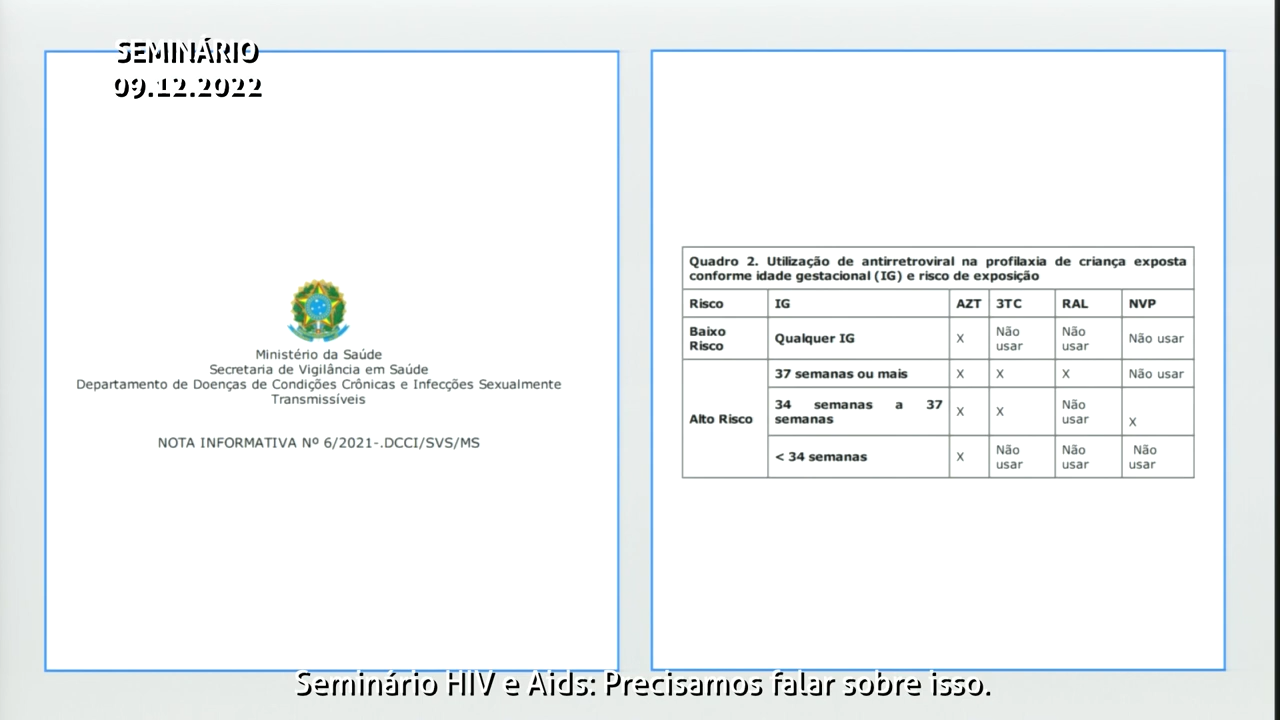 SEMINÁRIO
09.12.2022
Ministério da Saúde
Secretaria de Vigilância em Saúde
Departamento de Doenças de Condições Crônicas e Infecções Sexualmente
Transmissíveis
NOTA INFORMATIVA Nº 6/2021-.DCCI/SVS/MS
Quadro 2. Utilização de antirretroviral na profilaxia de criança exposta
conforme idade gestacional (IG) e risco de exposição
Risco IG AZT 3TC RAL NVP
Baixo
Risco
Qualquer IG X Não
usar
Não
usar
Não usar
Alto Risco
37 semanas ou mais X X X Não usar
34 semanas a 37
semanas
X X Não
usar
X
< 34 semanas X Não
usar
Não
usar
Não
usar
Seminário HIV e Aids: Precisamos falar sobre isso.